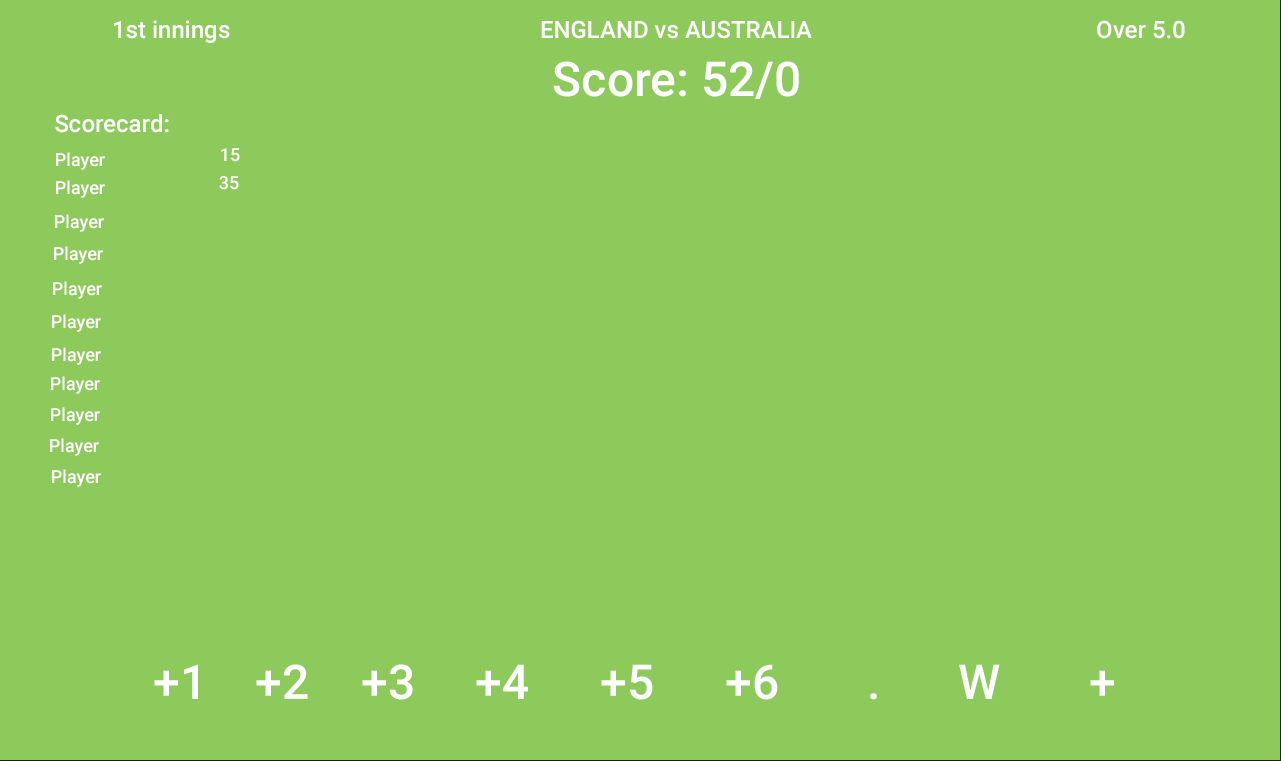 1st innings
ENGLAND vs AUSTRALIA
Over 5.0
Score: 52/0
Scorecard:
Player 15
Player 35
Player
Player
Player
Player
Player
Player
Player
Player
Player
+1 +2 +3 +4 +5 +6 . W +